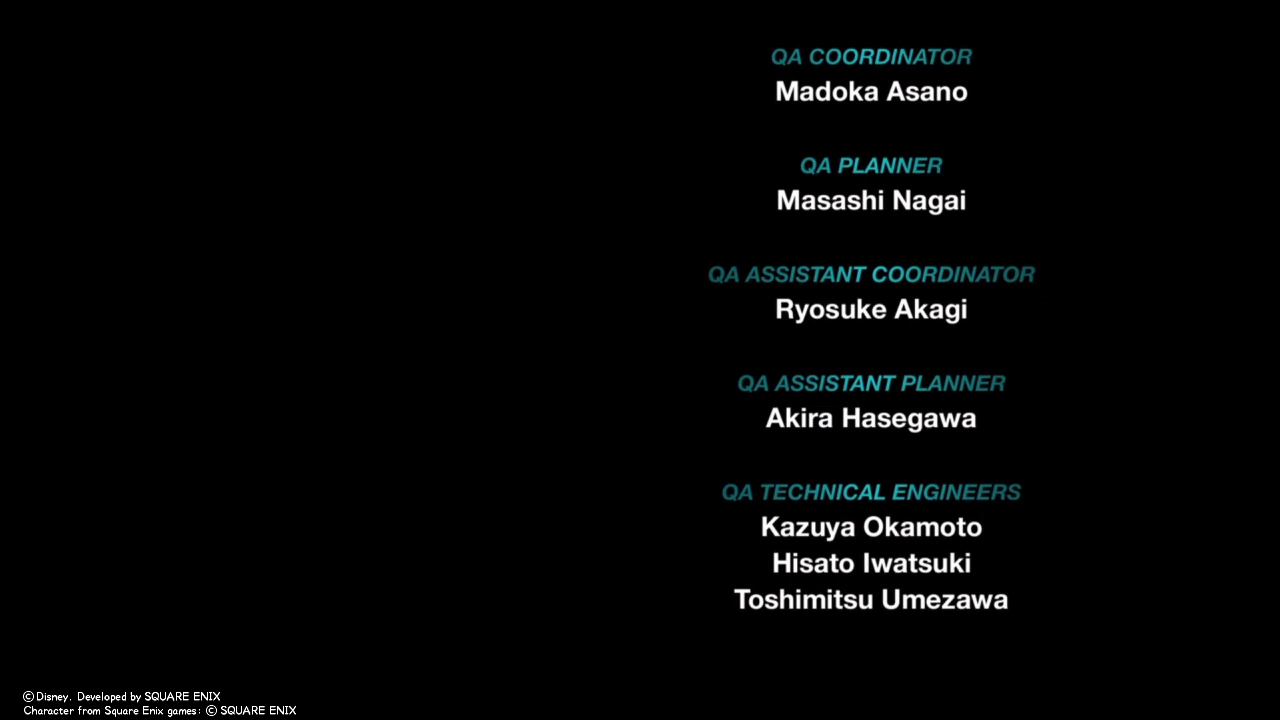 QA COORDINATOR
Madoka Asano
QA PLANNER
Masashi Nagai
QA ASSISTANT COORDINATOR
Ryosuke Akagi
QA ASSISTANT PLANNER
Akira Hasegawa
QA TECHNICAL ENGINEERS
Kazuya Okamoto
Hisato Iwatsuki
Toshimitsu Umezawa
©Disney. Developed by SQUARE ENIX
Character from Square Enix games: © SQUARE ENIX